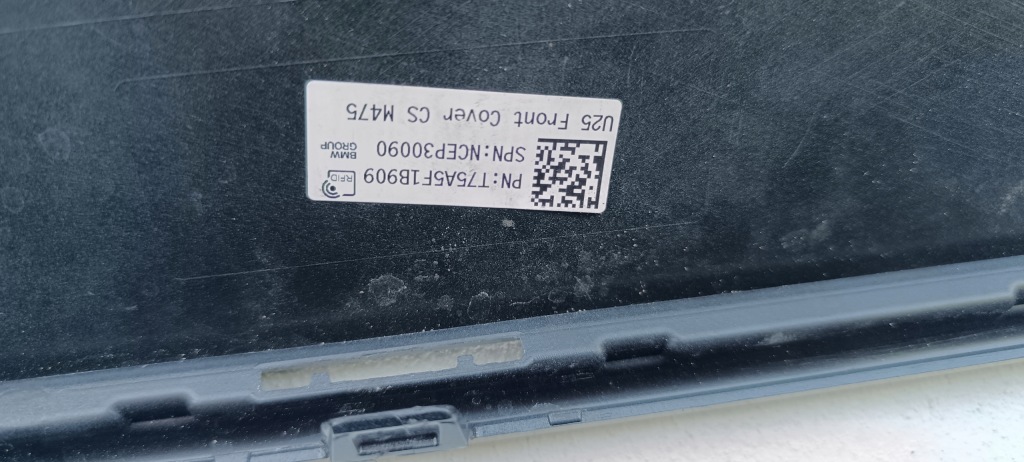 PN:T75A5F1B909
RFID
SPN:NCEP30090
BMW
GROUP
U25 Front Cover CS M475